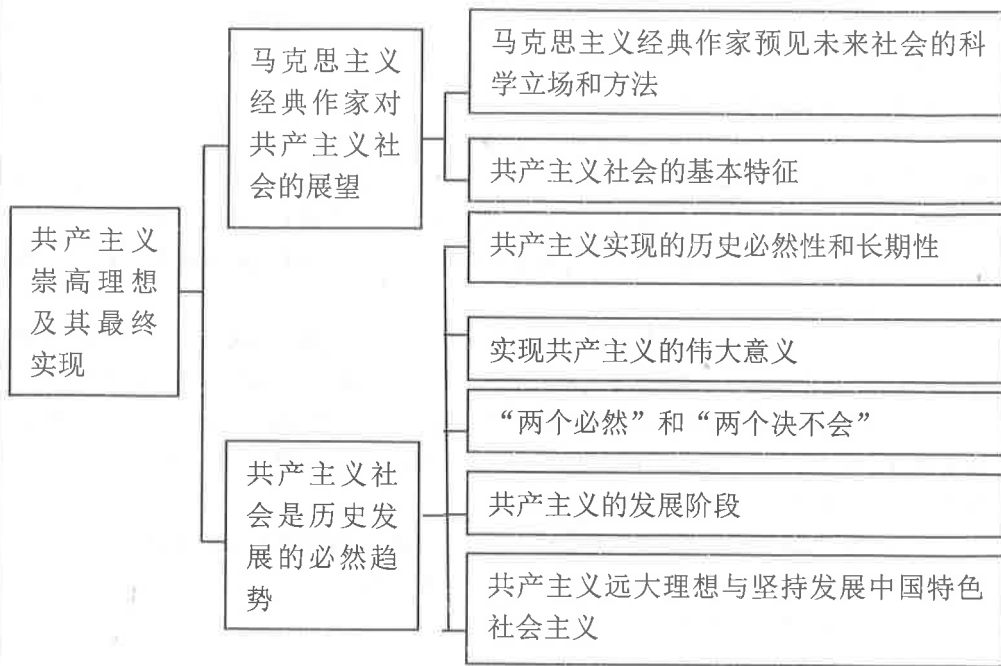 马克思主义
经典作家对
共产主义社
会的展望
马克思主义经典作家预见未来社会的科
学立场和方法
共产主义社会的基本特征
共产主义
崇高理想
及其最终
实现
共产主义实现的历史必然性和长期性
实现共产主义的伟大意义
“两个必然”和“两个决不会”
共产主义社
会是历史发
展的必然趋
势
共产主义的发展阶段
共产主义远大理想与坚持发展中国特色
社会主义